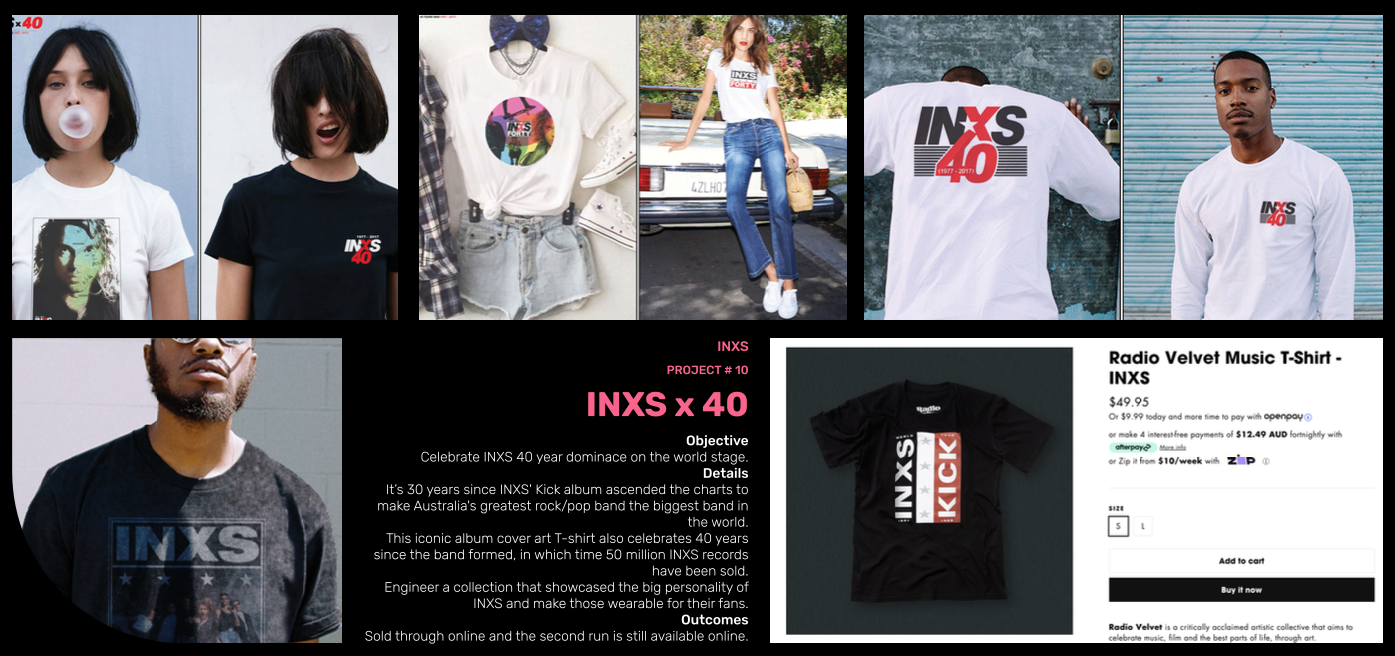 x40
INXS
1977 - 2017
INXS
40
INXS
FORTY
INXS
FORTY
4ZLH07
INXS
40
(1977 - 2017)
INXS
40
INXS
INXS
PROJECT # 10
INXS x 40
Objective
Celebrate INXS 40 year dominace on the world stage.
Details
It's 30 years since INXS' Kick album ascended the charts to
make Australia's greatest rock/pop band the biggest band in
the world.
This iconic album cover art T-shirt also celebrates 40 years
since the band formed, in which time 50 million INXS records
have been sold.
Engineer a collection that showcased the big personality of
INXS and make those wearable for their fans.
Outcomes
Sold through online and the second run is still available online.
Radio
INXS
KICK
Radio Velvet Music T-Shirt -
INXS
$49.95
Or $9.99 today and more time to pay with openpay
or make 4 interest-free payments of $12.49 AUD fortnightly with
afterpay More info
or Zip it from $10/week with ZIP
SIZE
S L
Add to cart
Buy it now
Radio Velvet is a critically acclaimed artistic collective that aims to
celebrate music, film and the best parts of life, through art.